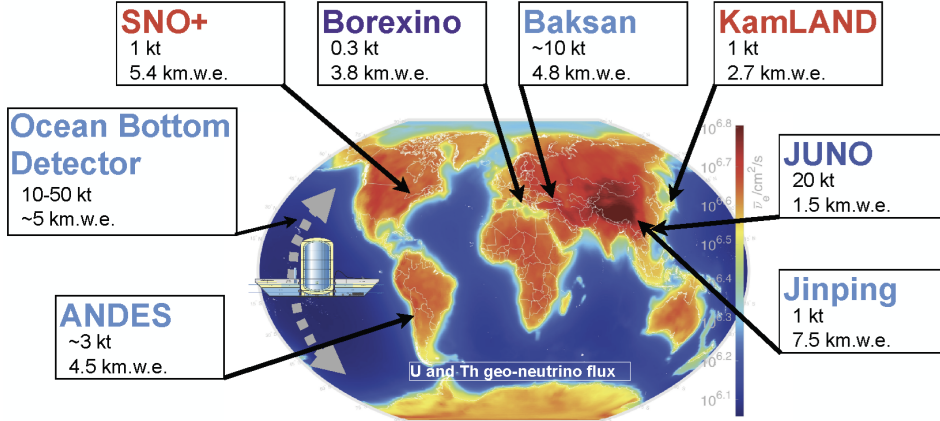 SNO+
1 kt
5.4 km.w.e.
Borexino
0.3 kt
3.8 km.w.e.
Baksan
~10 kt
4.8 km.w.e.
KamLAND
1 kt
2.7 km.w.e.
Ocean Bottom
Detector
10-50 kt
~5 km.w.e.
JUNO
20 kt
1.5 km.w.e.
ANDES
~3 kt
4.5 km.w.e.
Jinping
1 kt
7.5 km.w.e.
U and Th geo-neutrino flux
10^6.8
10^6.7
10^6.6
10^6.5
10^6.4
10^6.3
10^6.2
10^6.1
ν̄e/cm²/s